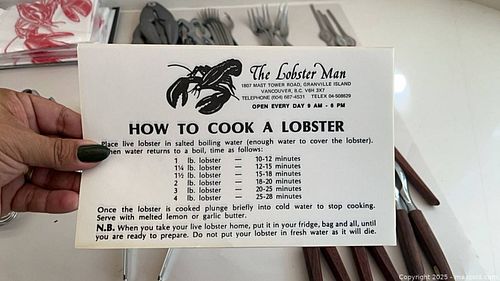 The Lobster Man
1807 MAST TOWER ROAD, GRANVILLE ISLAND
VANCOUVER, B.C. V6H 3X7
TELEPHONE (604) 687-4531 TELEX 04-508629
OPEN EVERY DAY 9 AM - 6 PM
HOW TO COOK A LOBSTER
Place live lobster in salted boiling water (enough water to cover the lobster).
When water returns to a boil, time as follows:
1 lb. lobster — 10-12 minutes
1¼ lb. lobster — 12-15 minutes
1½ lb. lobster — 15-18 minutes
2 lb. lobster — 18-20 minutes
3 lb. lobster — 20-25 minutes
4 lb. lobster — 25-28 minutes
Once the lobster is cooked plunge briefly into cold water to stop cooking.
Serve with melted lemon or garlic butter.
N.B. When you take your live lobster home, put it in your fridge, bag and all, until
you are ready to prepare. Do not put your lobster in fresh water as it will die.
Copyright 2025 - maxsold.com